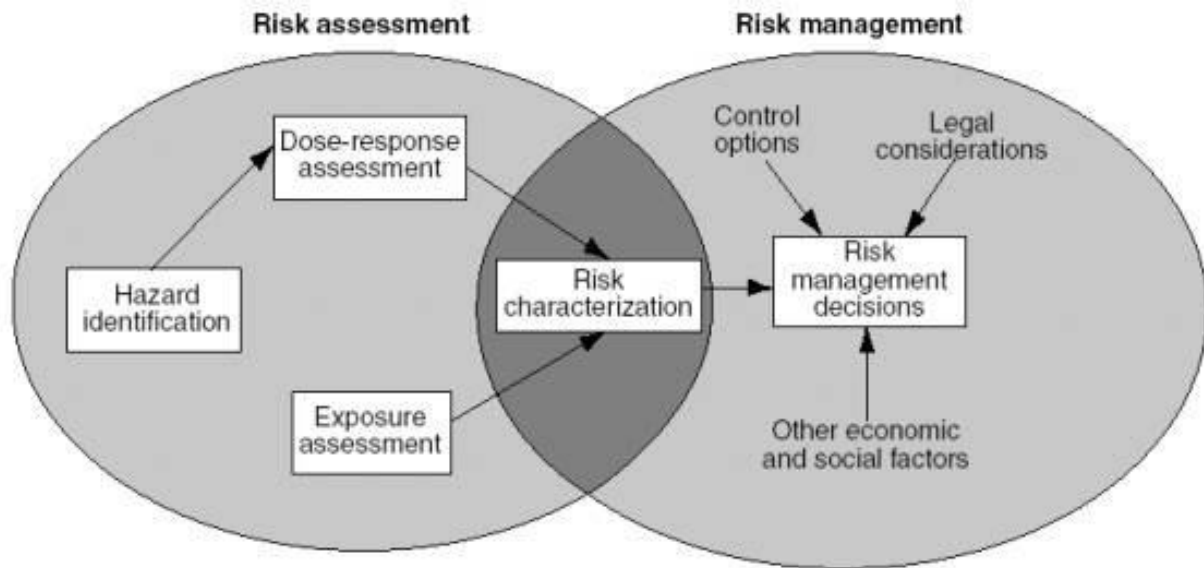 Risk assessment
Risk management
Dose-response
assessment
Control
options
Legal
considerations
Hazard
identification
Risk
characterization
Risk
management
decisions
Exposure
assessment
Other economic
and social factors